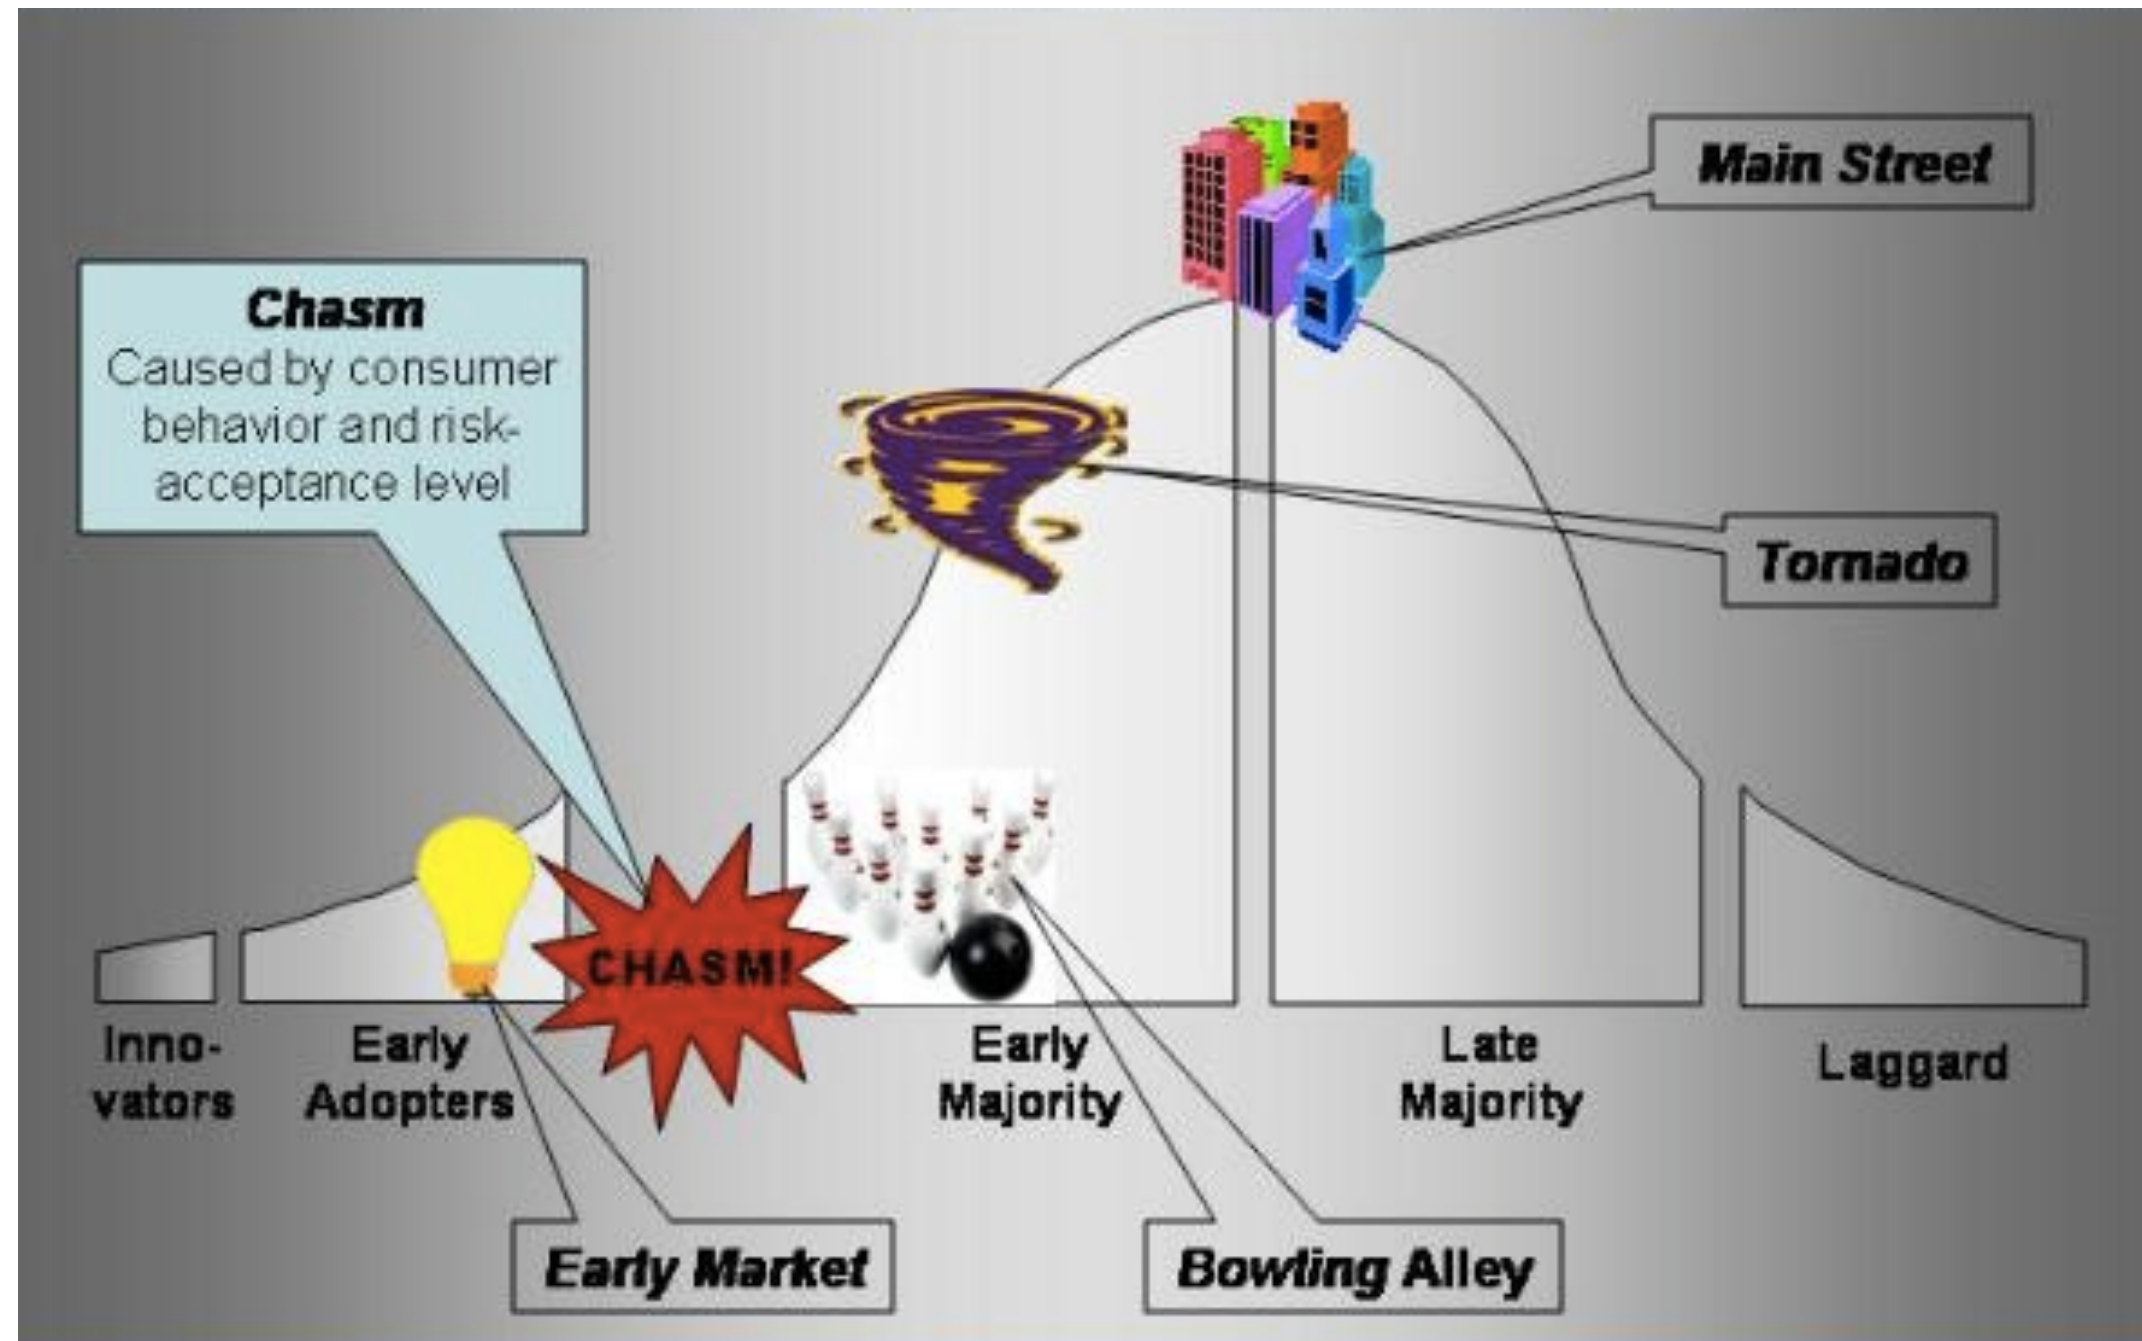 Main Street
Chasm
Caused by consumer
behavior and risk-
acceptance level
Tornado
CHASM!
Inno-
vators
Early
Adopters
Early
Majority
Late
Majority
Laggard
Early Market
Bowling Alley